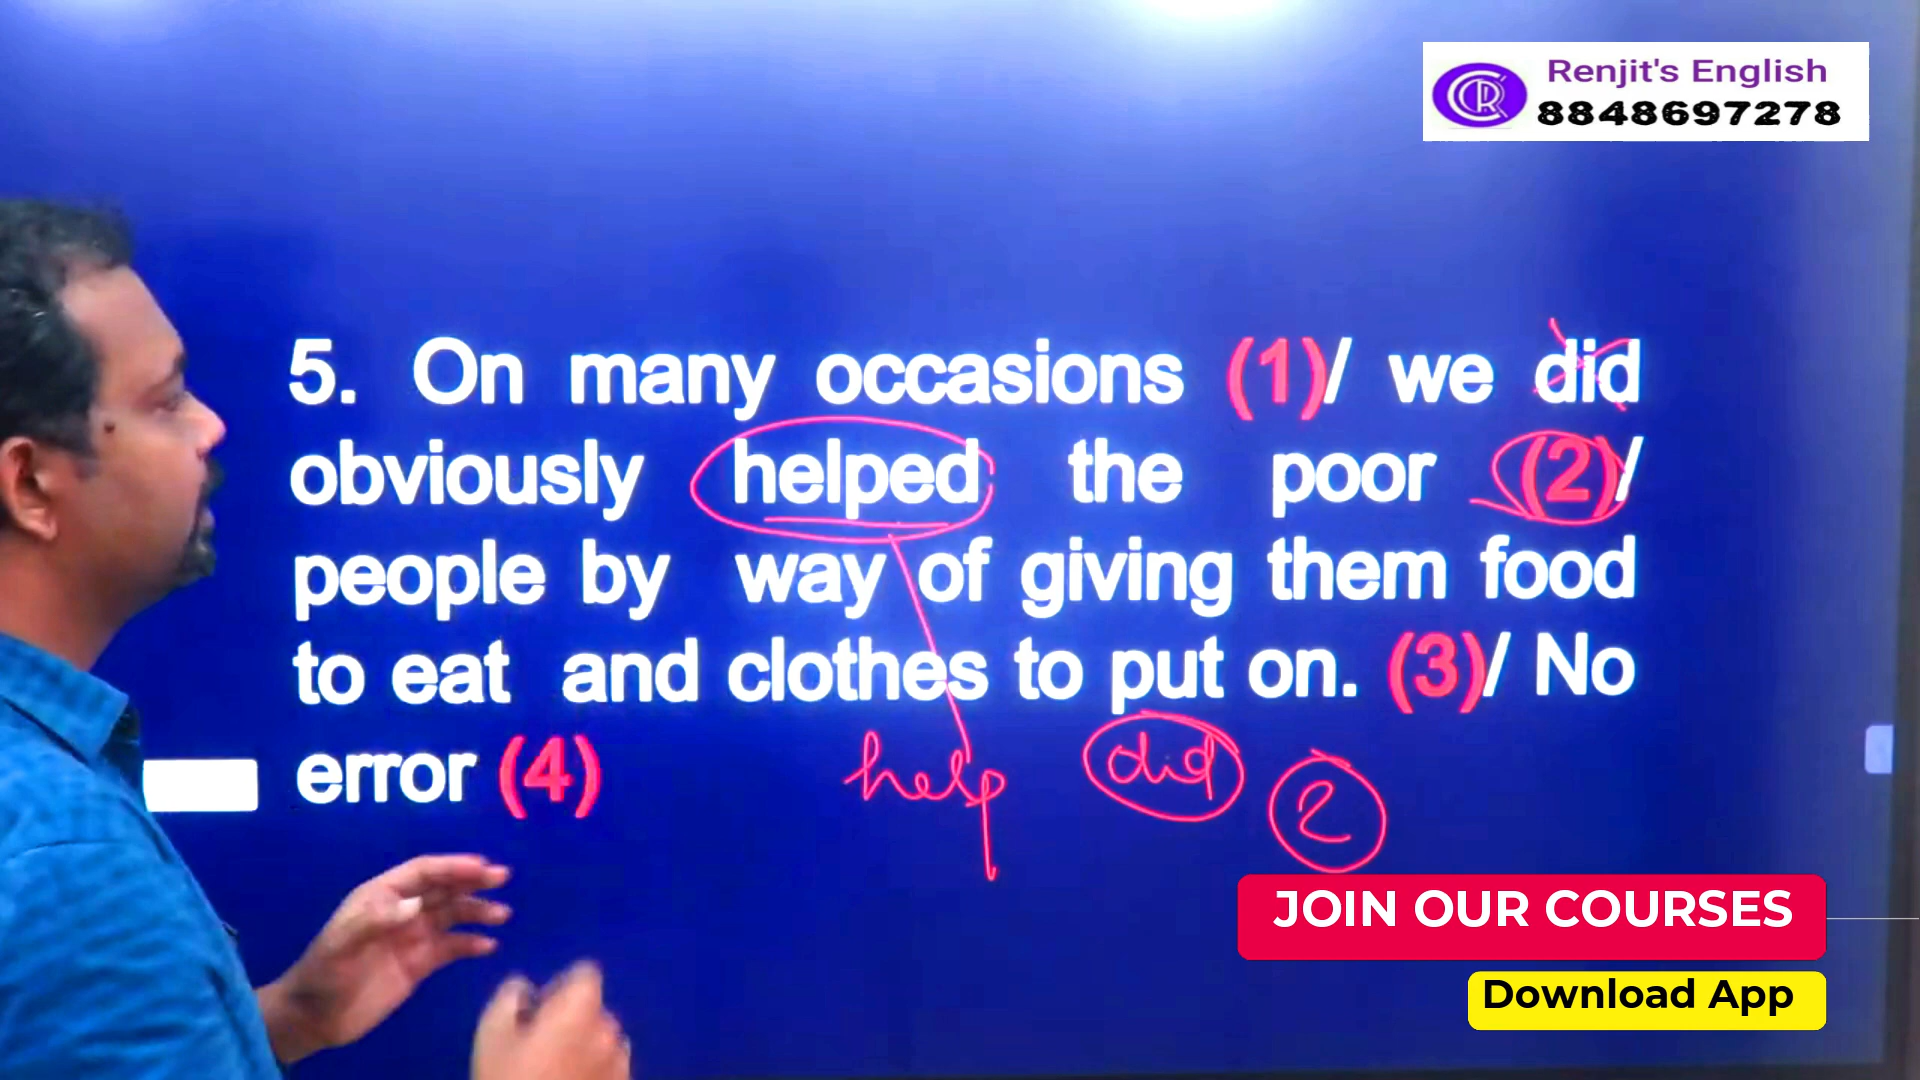 Renjit's English
8848697278
5. On many occasions (1)/ we did
obviously helped the poor (2)/
people by way of giving them food
to eat and clothes to put on. (3)/ No
error (4)
help did 2
JOIN OUR COURSES
Download App